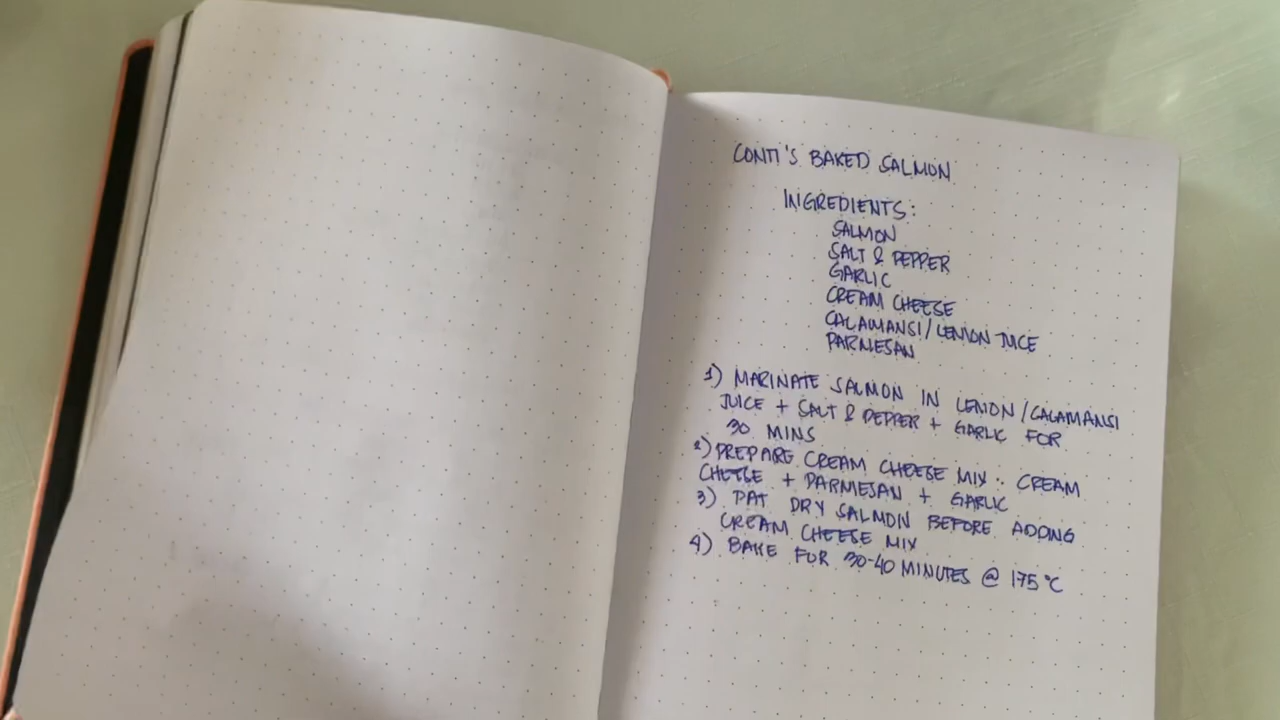 CONTI'S BAKED SALMON
INGREDIENTS:
SALMON
SALT & PEPPER
GARLIC
CREAM CHEESE
CALAMANSI/LEMON JUICE
PARMESAN
1) MARINATE SALMON IN LEMON/CALAMANSI
JUICE + SALT & PEPPER + GARLIC FOR
30 MINS
2) PREPARE CREAM CHEESE MIX: CREAM
CHEESE + PARMESAN + GARLIC
3) PAT DRY SALMON BEFORE ADDING
CREAM CHEESE MIX
4) BAKE FOR 30-40 MINUTES @ 175°C